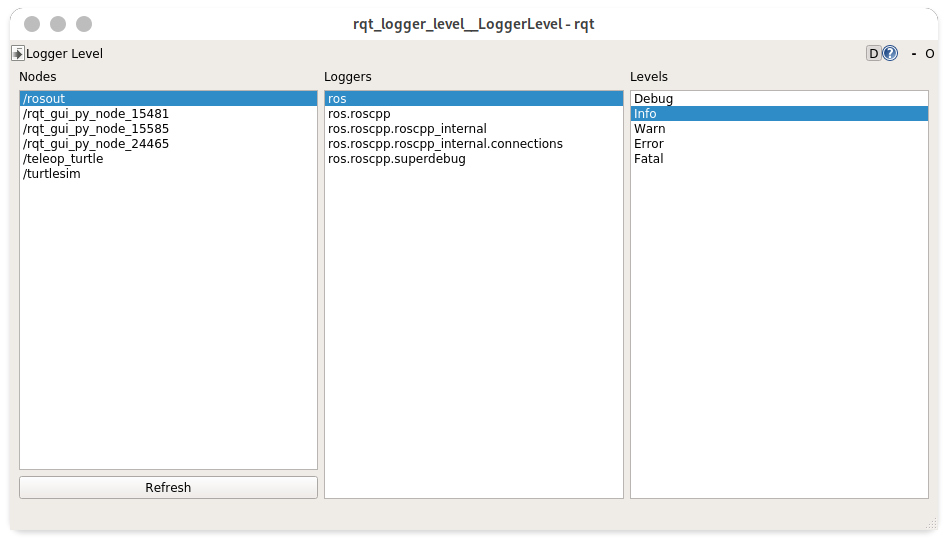 rqt_logger_level__LoggerLevel - rqt
Logger Level
D ? - O
Nodes
/rosout
/rqt_gui_py_node_15481
/rqt_gui_py_node_15585
/rqt_gui_py_node_24465
/teleop_turtle
/turtlesim
Refresh
Loggers
ros
ros.roscpp
ros.roscpp.roscpp_internal
ros.roscpp.roscpp_internal.connections
ros.roscpp.superdebug
Levels
Debug
Info
Warn
Error
Fatal